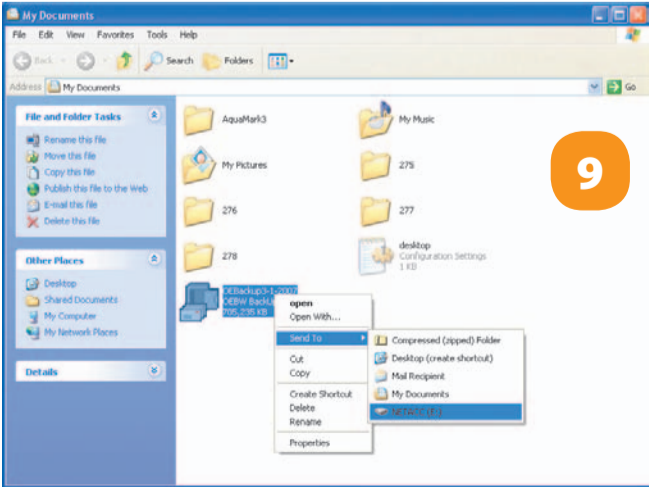 My Documents
File Edit View Favorites Tools Help
Back Search Folders
Address My Documents Go
File and Folder Tasks
Rename this file
Move this file
Copy this file
Publish this file to the Web
E-mail this file
Delete this file
Other Places
Desktop
Shared Documents
My Computer
My Network Places
Details
AquaMark3 My Music
My Pictures 275
276 277
278 desktop
Configuration Settings
1 KB
OEBackup3-1-2007
OEBW BackU
705,235 KB
open
Open With...
Send To
Cut
Copy
Create Shortcut
Delete
Rename
Properties
Compressed (zipped) Folder
Desktop (create shortcut)
Mail Recipient
My Documents
9